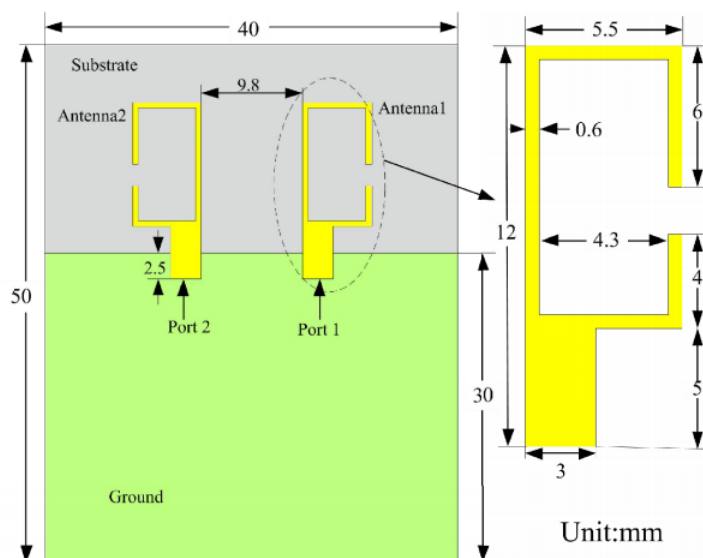 40
5.5
Substrate
9.8
Antenna2
Antenna1
6
0.6
12
4.3
2.5
4
50
Port 2
Port 1
5
30
3
Ground
Unit:mm